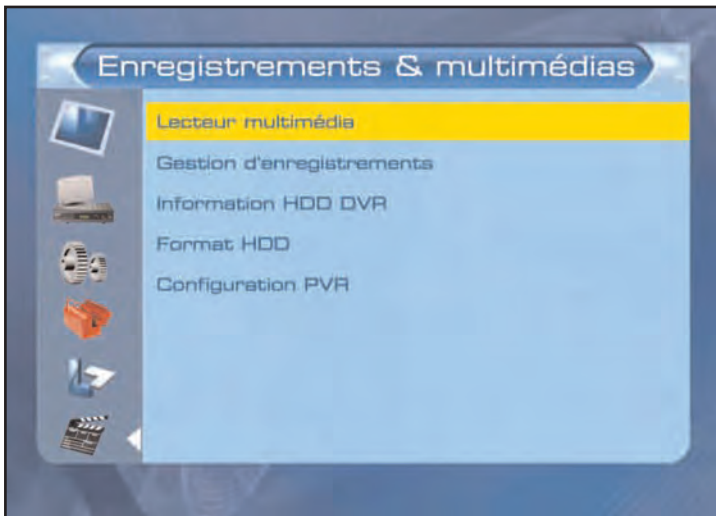 Enregistrements & multimédias
Lecteur multimédia
Gestion d'enregistrements
Information HDD DVR
Format HDD
Configuration PVR